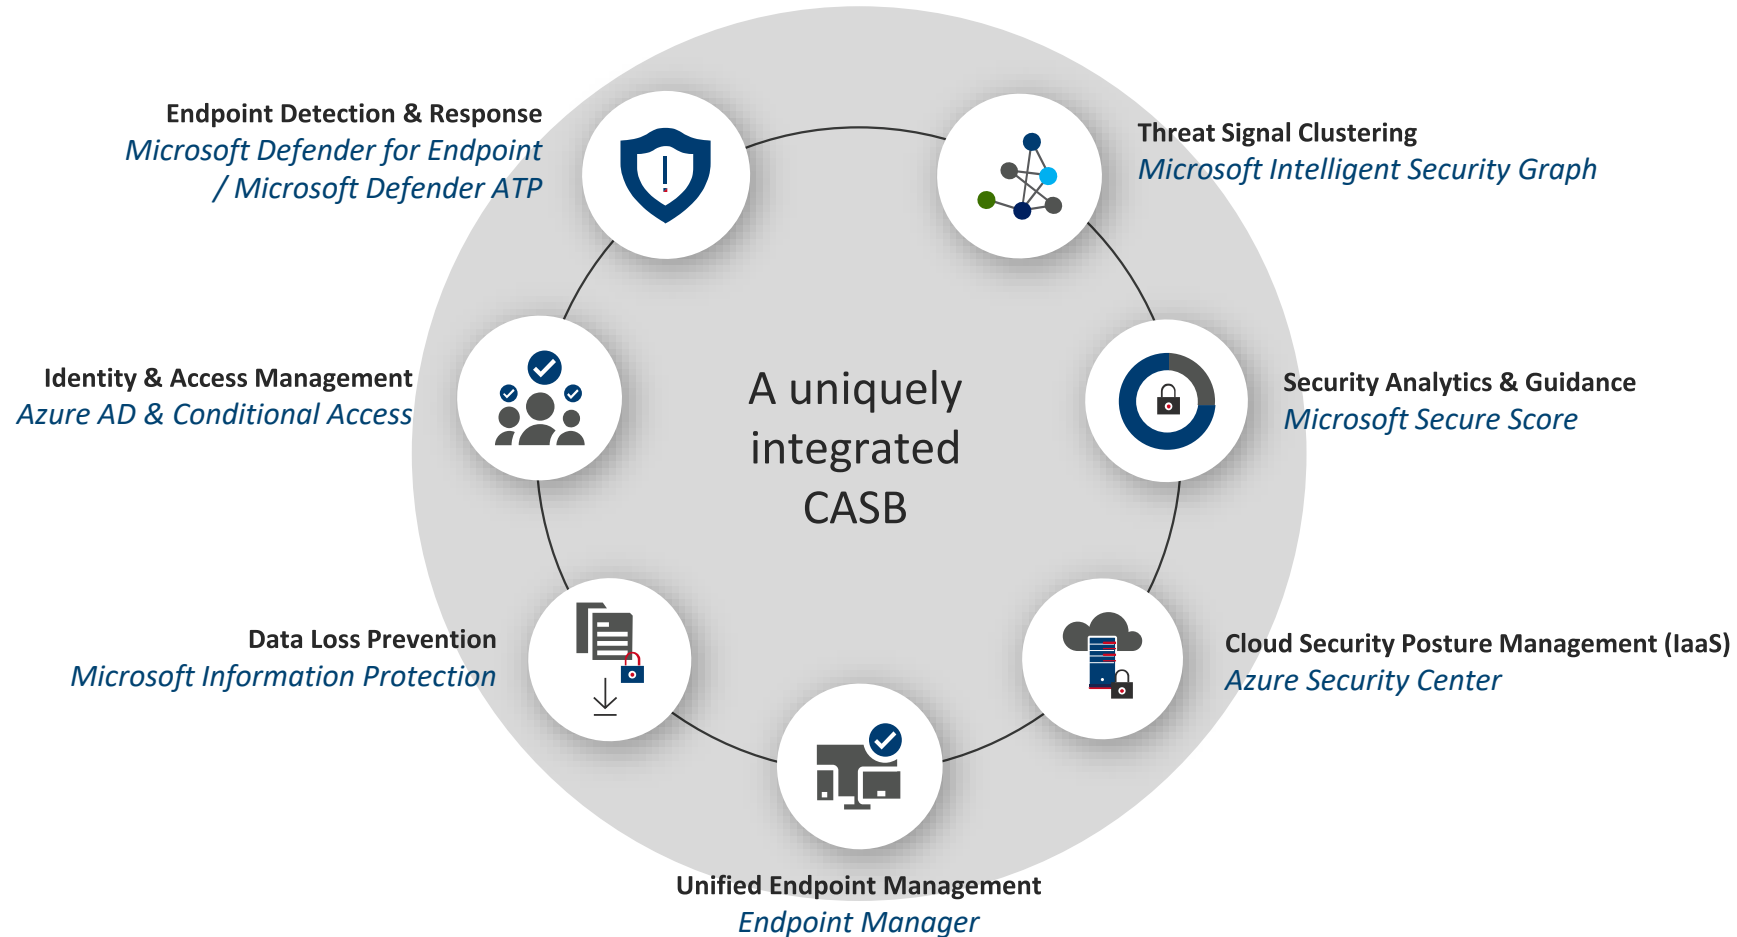 Endpoint Detection & Response
Microsoft Defender for Endpoint
/ Microsoft Defender ATP
Threat Signal Clustering
Microsoft Intelligent Security Graph
Identity & Access Management
Azure AD & Conditional Access
A uniquely
integrated
CASB
Security Analytics & Guidance
Microsoft Secure Score
Data Loss Prevention
Microsoft Information Protection
Cloud Security Posture Management (IaaS)
Azure Security Center
Unified Endpoint Management
Endpoint Manager